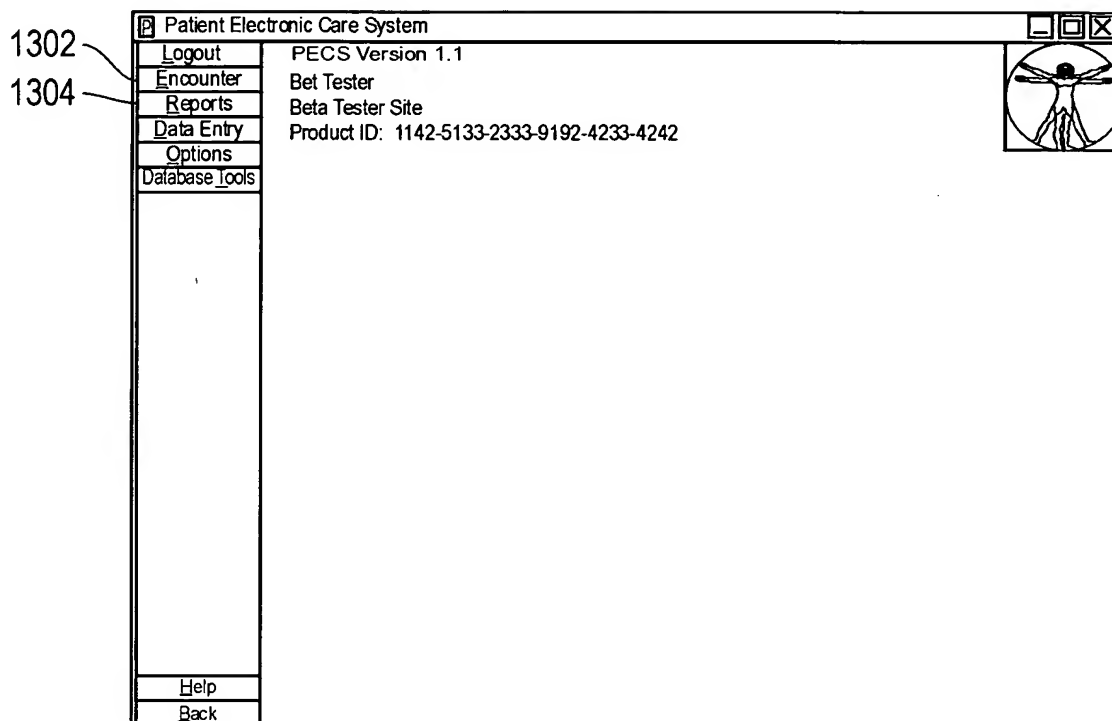 P Patient Electronic Care System
1302
1304
Logout
Encounter
Reports
Data Entry
Options
Database Tools
PECS Version 1.1
Bet Tester
Beta Tester Site
Product ID: 1142-5133-2333-9192-4233-4242
Help
Back